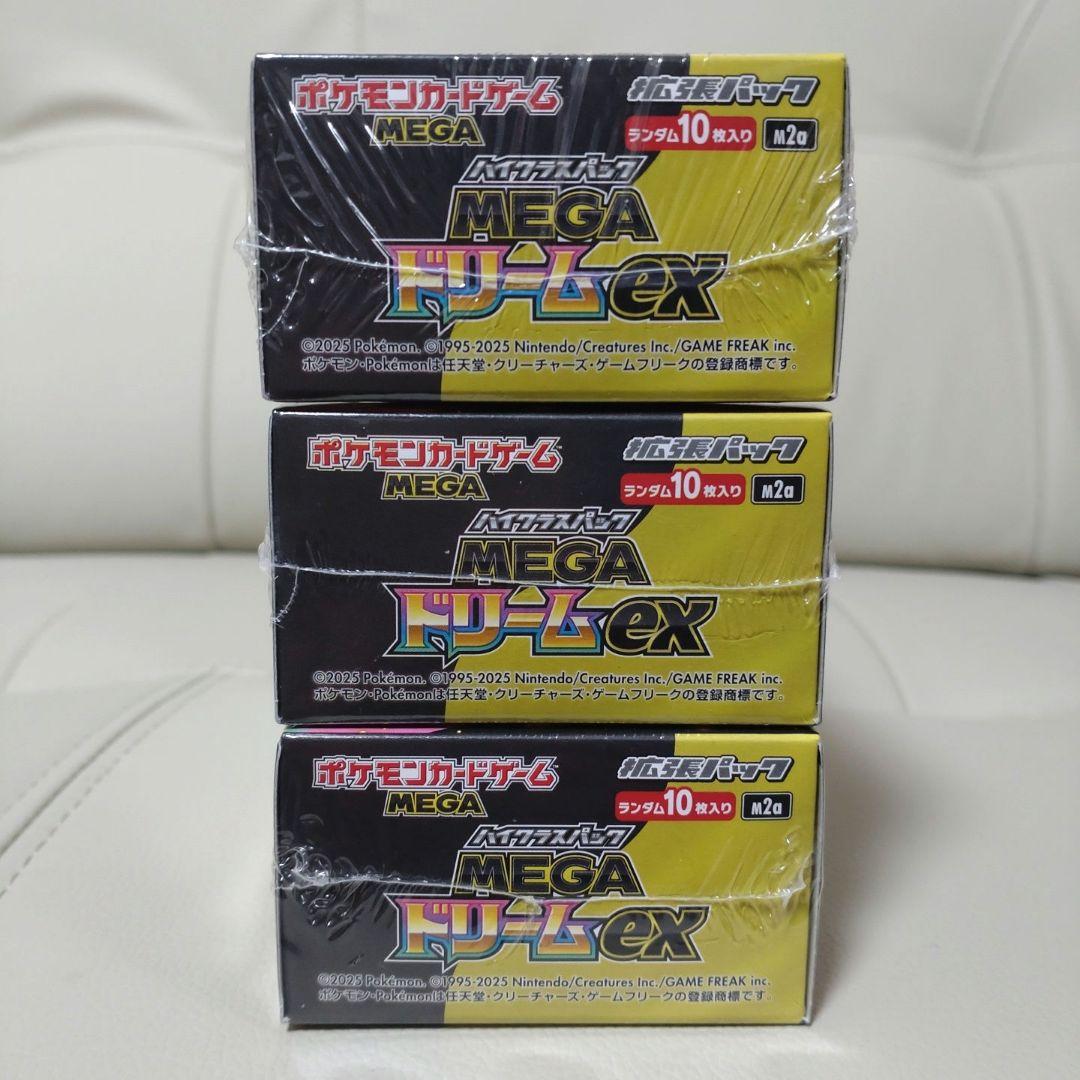 ポケモンカードゲーム
MEGA
拡張パック
ランダム10枚入り M2a
ハイクラスパック
MEGA
ドリームex
©2025 Pokémon. ©1995-2025 Nintendo/Creatures Inc./GAME FREAK inc.
ポケモン・Pokémonは任天堂・クリーチャーズ・ゲームフリークの登録商標です。
ポケモンカードゲーム
MEGA
拡張パック
ランダム10枚入り M2a
ハイクラスパック
MEGA
ドリームex
©2025 Pokémon. ©1995-2025 Nintendo/Creatures Inc./GAME FREAK inc.
ポケモン・Pokémonは任天堂・クリーチャーズ・ゲームフリークの登録商標です。
ポケモンカードゲーム
MEGA
拡張パック
ランダム10枚入り M2a
ハイクラスパック
MEGA
ドリームex
©2025 Pokémon. ©1995-2025 Nintendo/Creatures Inc./GAME FREAK inc.
ポケモン・Pokémonは任天堂・クリーチャーズ・ゲームフリークの登録商標です。